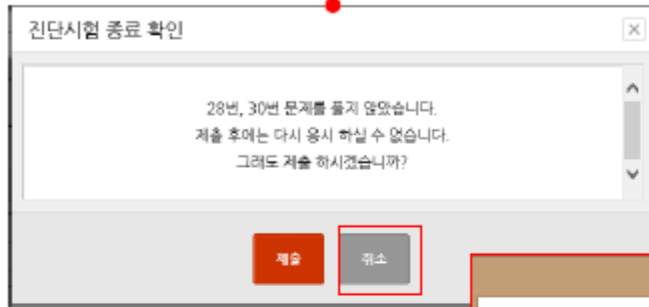 진단시험 종료 확인
28번, 30번 문제를 풀지 않았습니다.
제출 후에는 다시 응시 하실 수 없습니다.
그래도 제출 하시겠습니까?
제출
취소